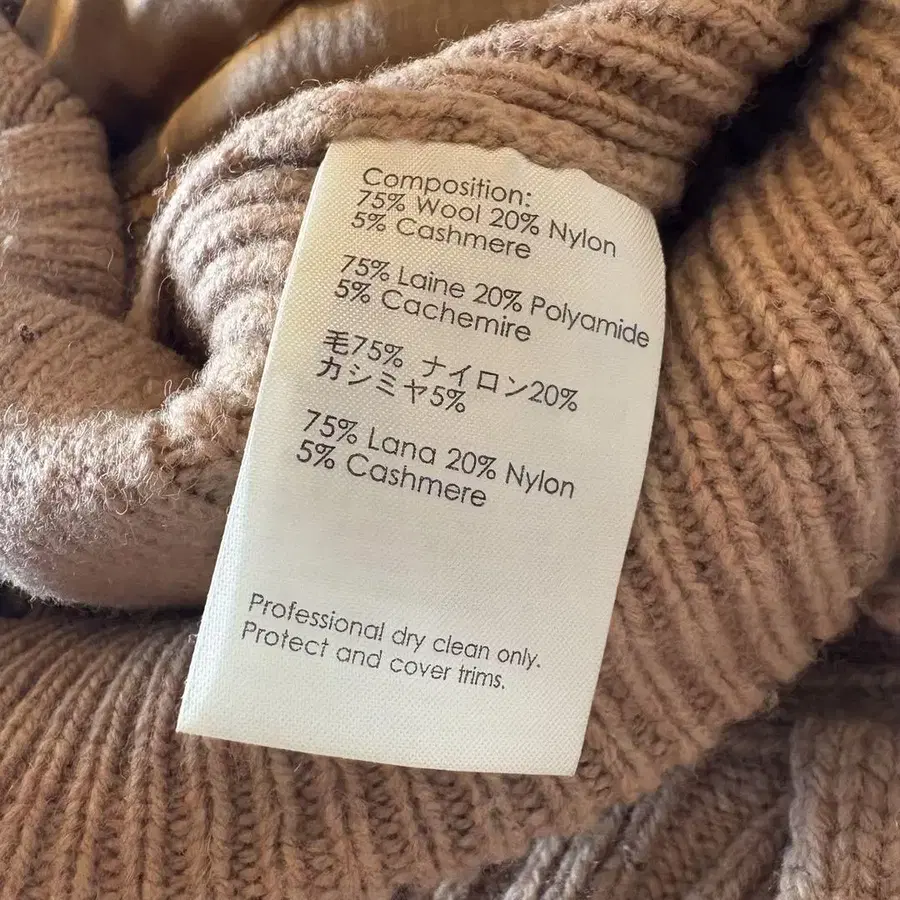 Composition:
75% Wool 20% Nylon
5% Cashmere
75% Laine 20% Polyamide
5% Cachemire
毛75% ナイロン20%
カシミヤ5%
75% Lana 20% Nylon
5% Cashmere
Professional dry clean only.
Protect and cover trims.